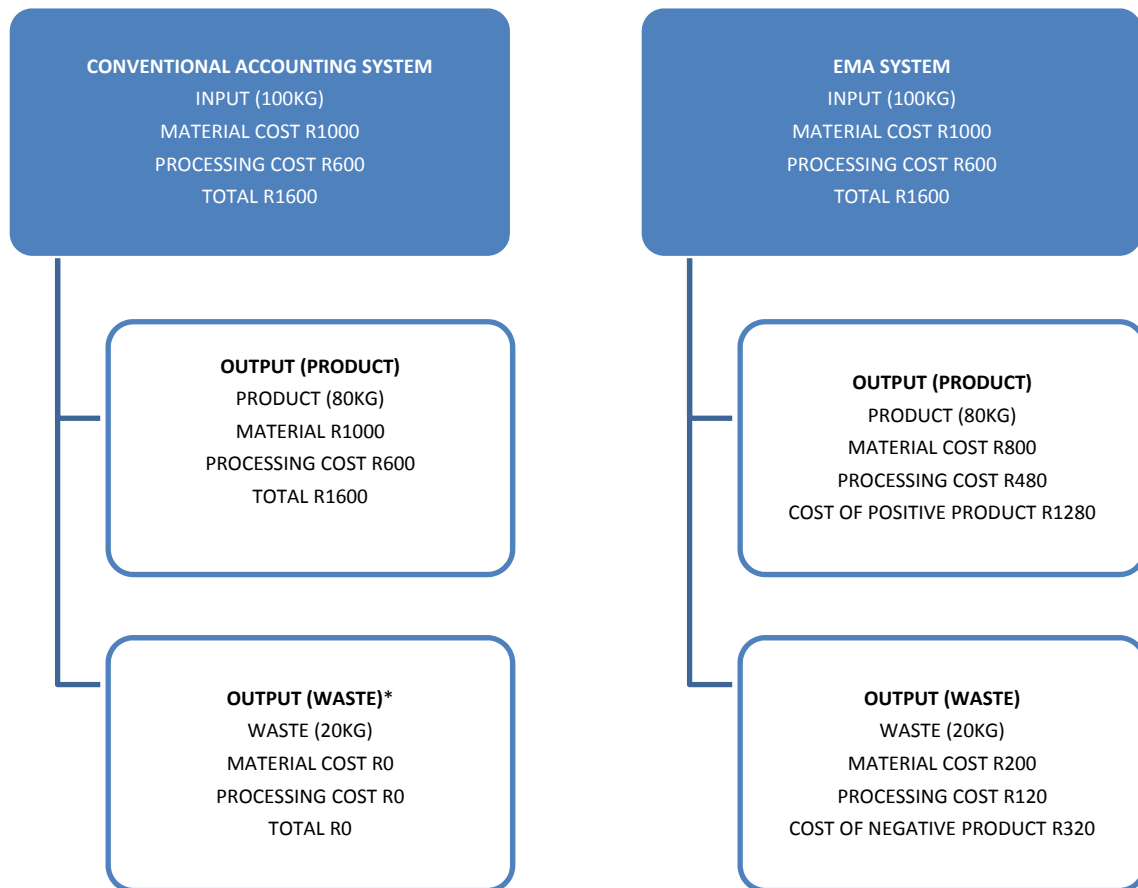 CONVENTIONAL ACCOUNTING SYSTEM
INPUT (100KG)
MATERIAL COST R1000
PROCESSING COST R600
TOTAL R1600
OUTPUT (PRODUCT)
PRODUCT (80KG)
MATERIAL R1000
PROCESSING COST R600
TOTAL R1600
OUTPUT (WASTE)*
WASTE (20KG)
MATERIAL COST R0
PROCESSING COST R0
TOTAL R0
EMA SYSTEM
INPUT (100KG)
MATERIAL COST R1000
PROCESSING COST R600
TOTAL R1600
OUTPUT (PRODUCT)
PRODUCT (80KG)
MATERIAL COST R800
PROCESSING COST R480
COST OF POSITIVE PRODUCT R1280
OUTPUT (WASTE)
WASTE (20KG)
MATERIAL COST R200
PROCESSING COST R120
COST OF NEGATIVE PRODUCT R320